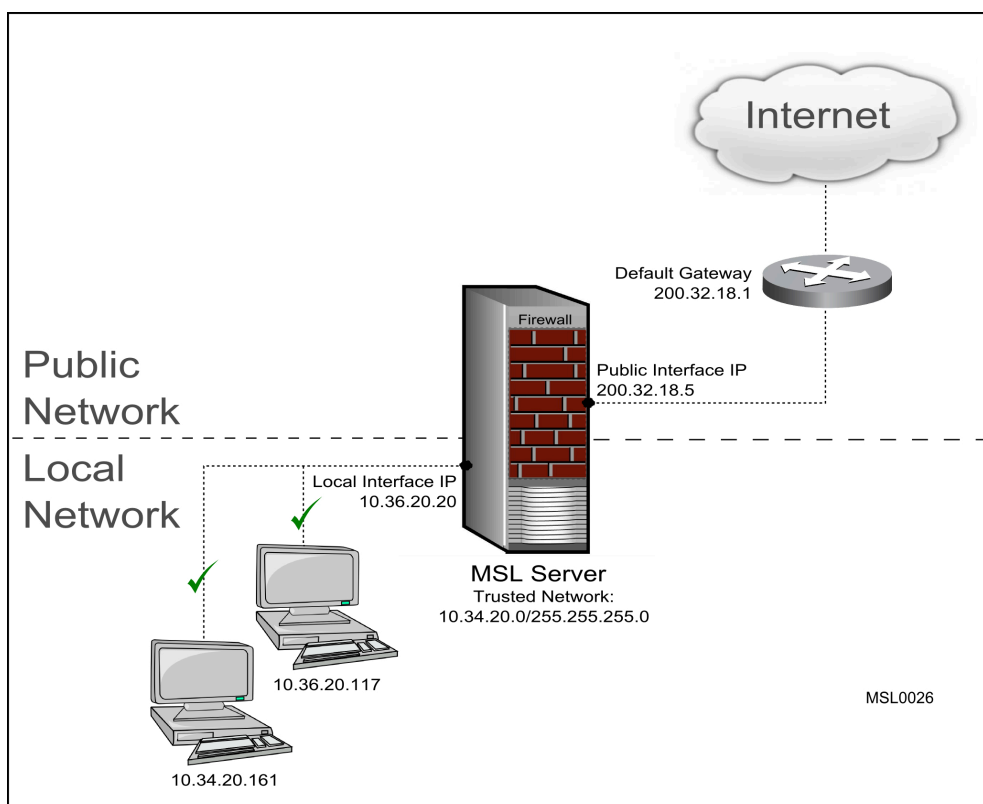 Internet
Default Gateway
200.32.18.1
Firewall
Public Interface IP
200.32.18.5
Public
Network
Local
Network
Local Interface IP
10.36.20.20
MSL Server
Trusted Network:
10.34.20.0/255.255.255.0
10.36.20.117
10.34.20.161
MSL0026